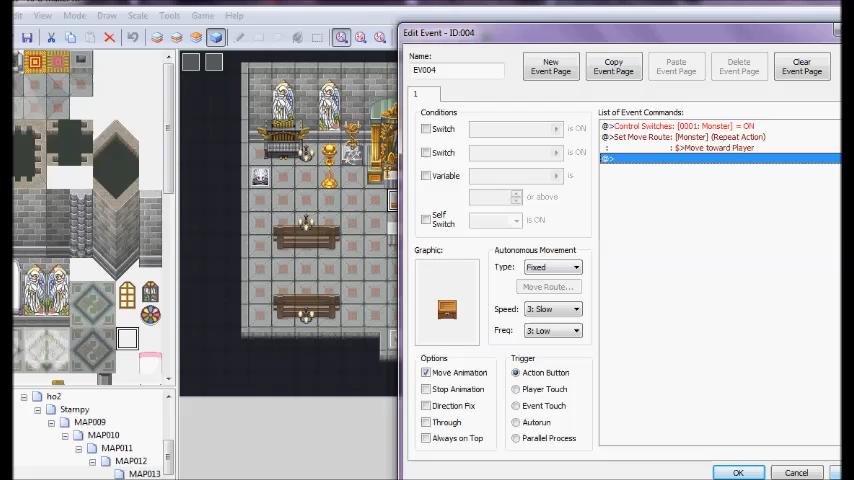 View Mode Draw Scale Tools Game Help
Edit Event - ID:004
Name:
EV004
New
Event Page
Copy
Event Page
Paste
Event Page
Delete
Event Page
Clear
Event Page
1
Conditions
Switch
is ON
Switch
is ON
Variable
is
or above
Self
Switch
is ON
Graphic:
Autonomous Movement
Type: Fixed
Move Route...
Speed: 3: Slow
Freq: 3: Low
Options
Move Animation
Stop Animation
Direction Fix
Through
Always on Top
Trigger
Action Button
Player Touch
Event Touch
Autorun
Parallel Process
List of Event Commands:
@>Control Switches: [0001: Monster] = ON
@>Set Move Route: [Monster] (Repeat Action)
: : $>Move toward Player
@>
OK Cancel
ho2
Stampy
MAP009
MAP010
MAP011
MAP012
MAP013